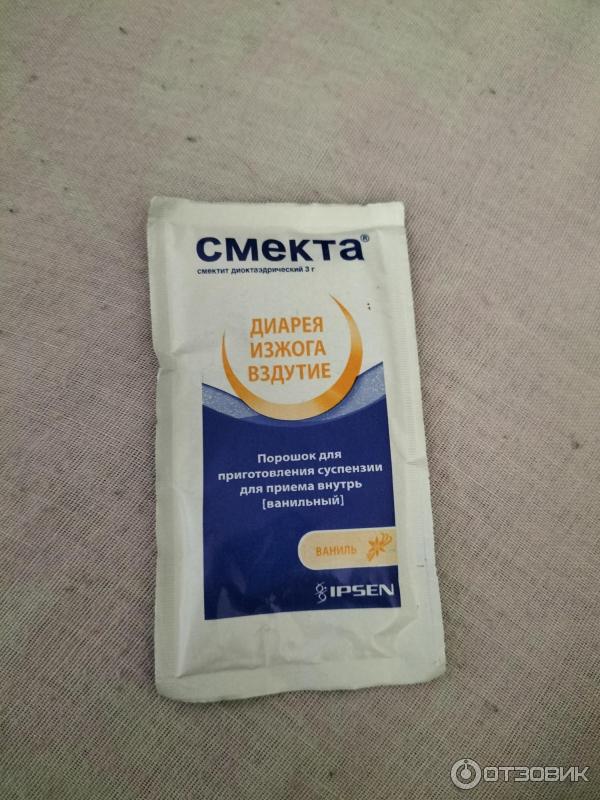 смекта®
смектит диоктаэдрический 3 г
ДИАРЕЯ
ИЗЖОГА
ВЗДУТИЕ
Порошок для
приготовления суспензии
для приема внутрь
[ванильный]
ВАНИЛЬ
IPSEN
ОТЗОВИК